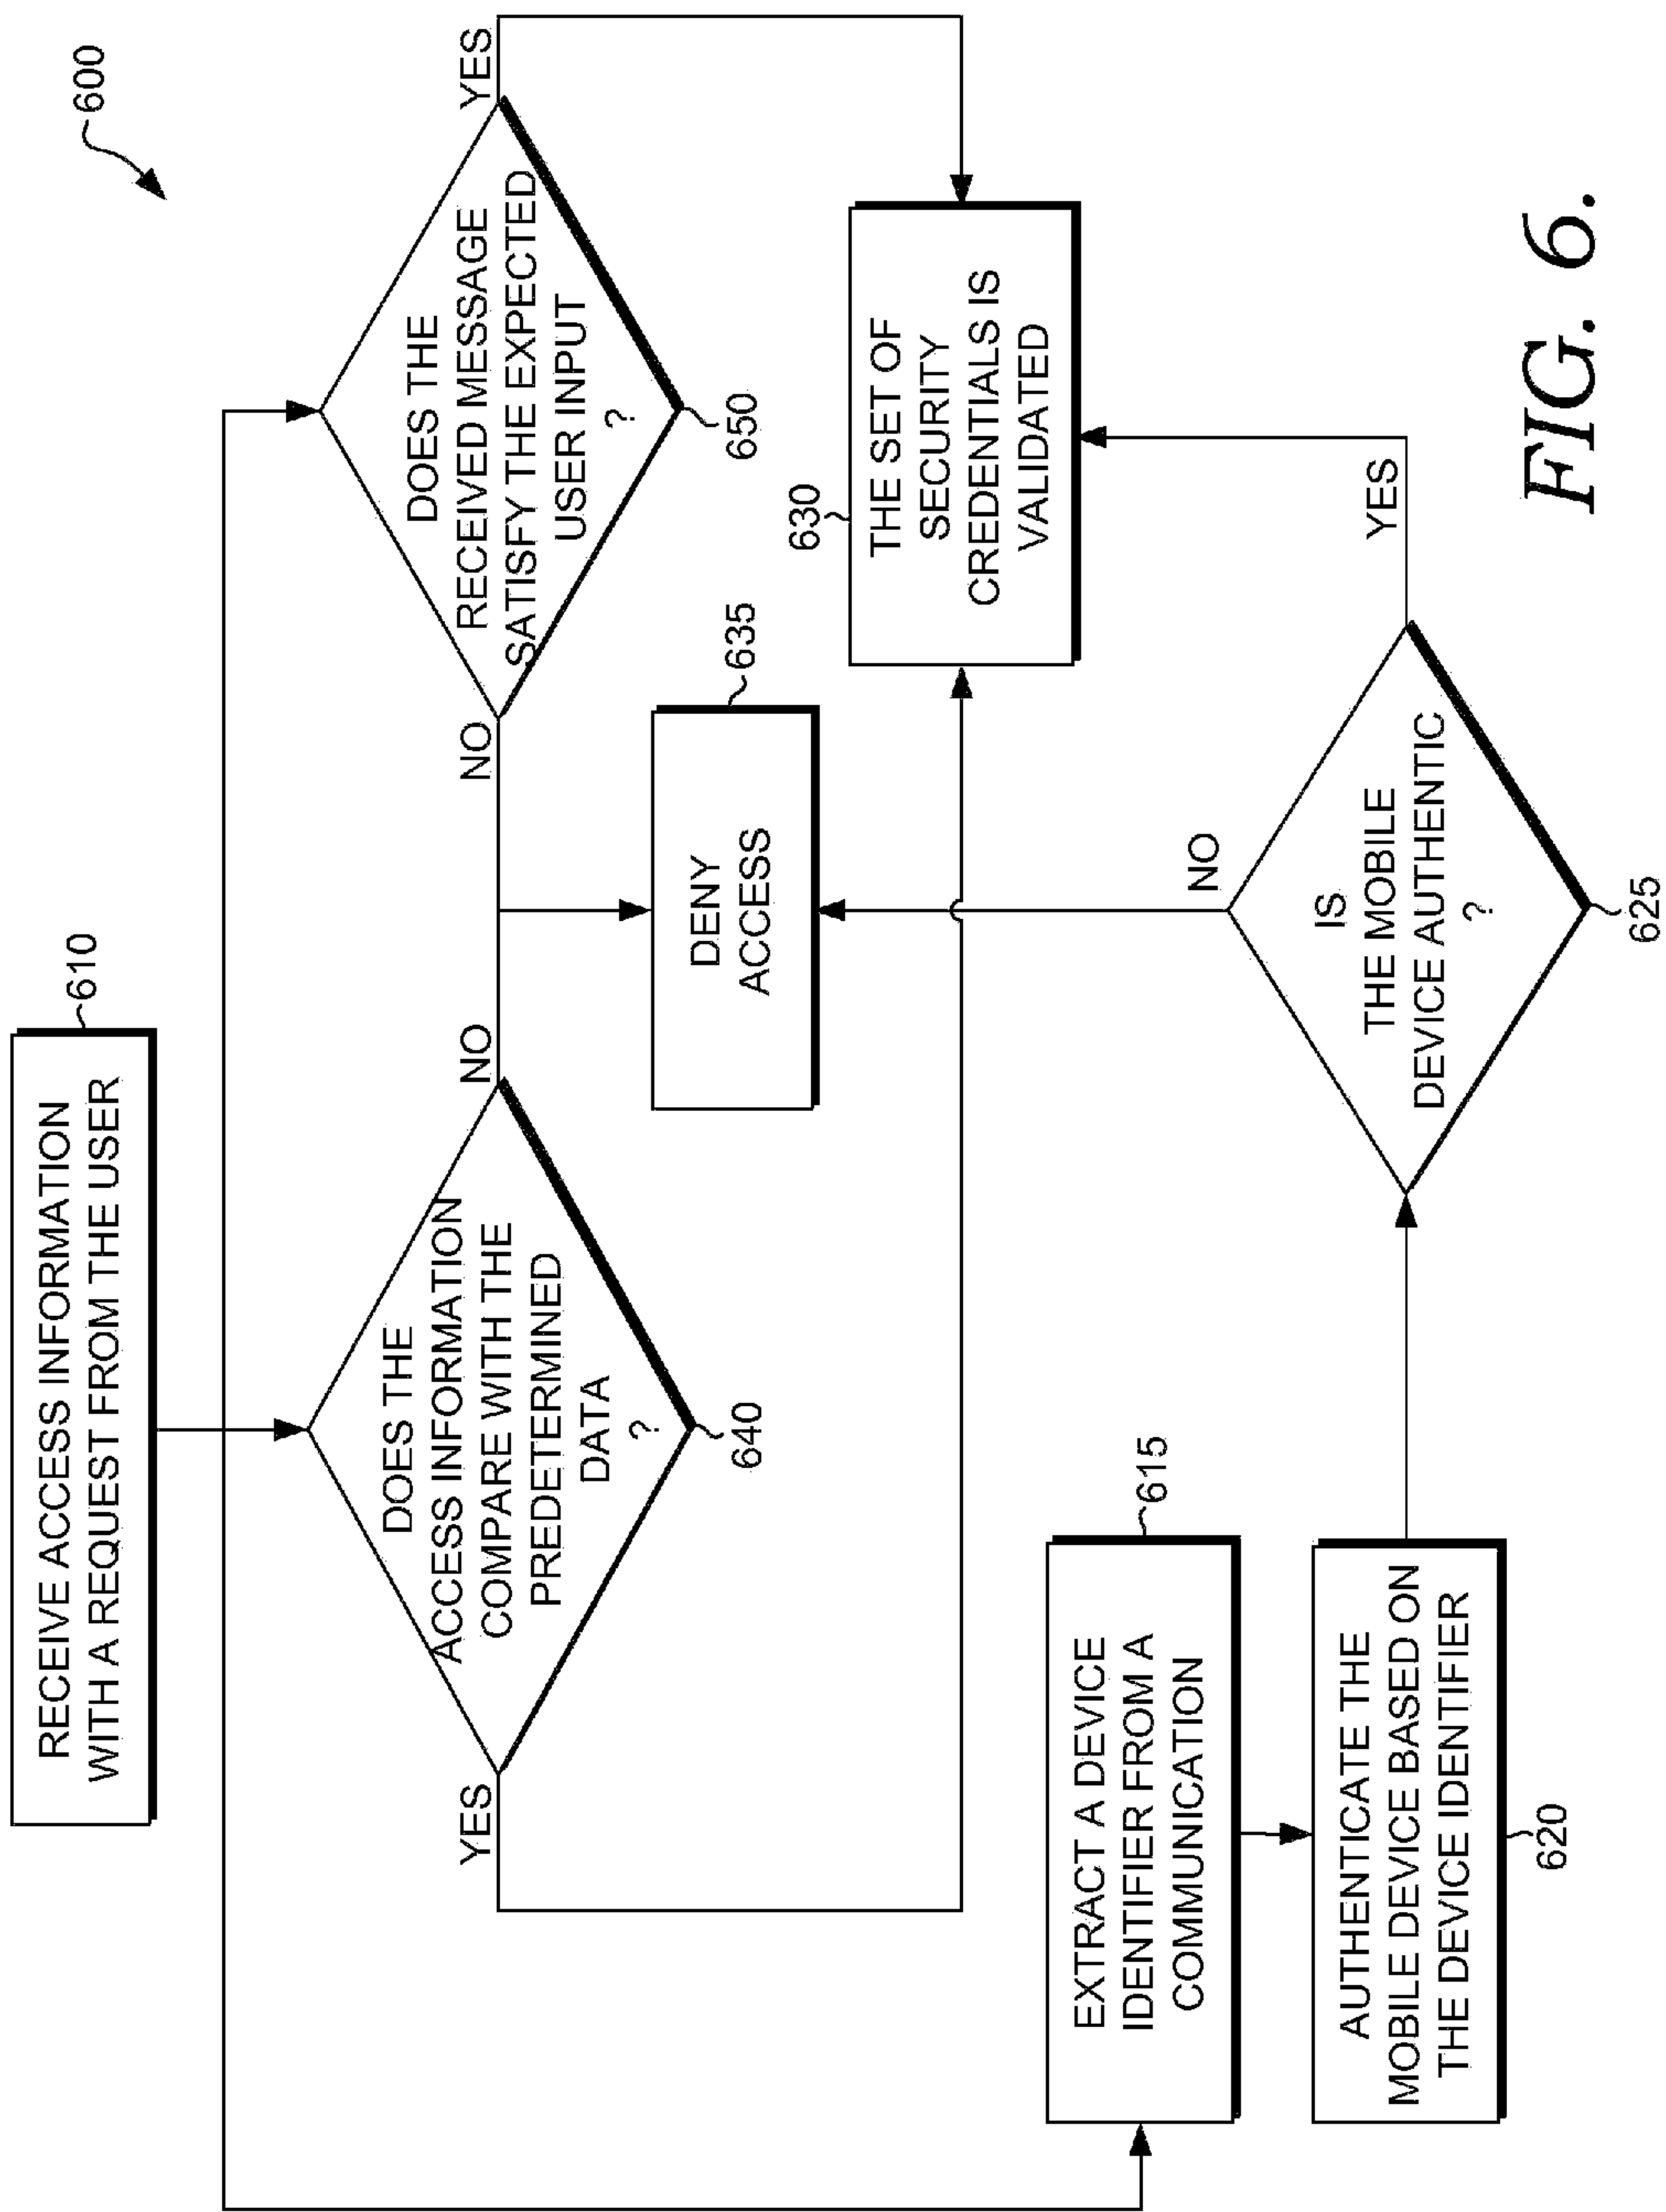 600
610
RECEIVE ACCESS INFORMATION
WITH A REQUEST FROM THE USER
DOES THE
ACCESS INFORMATION
COMPARE WITH THE
PREDETERMINED
DATA
?
640
YES
NO
DOES THE
RECEIVED MESSAGE
SATISFY THE EXPECTED
USER INPUT
?
650
NO
YES
635
DENY
ACCESS
630
THE SET OF
SECURITY
CREDENTIALS IS
VALIDATED
615
EXTRACT A DEVICE
IDENTIFIER FROM A
COMMUNICATION
AUTHENTICATE THE
MOBILE DEVICE BASED ON
THE DEVICE IDENTIFIER
620
IS
THE MOBILE
DEVICE AUTHENTIC
?
625
NO
YES
FIG. 6.